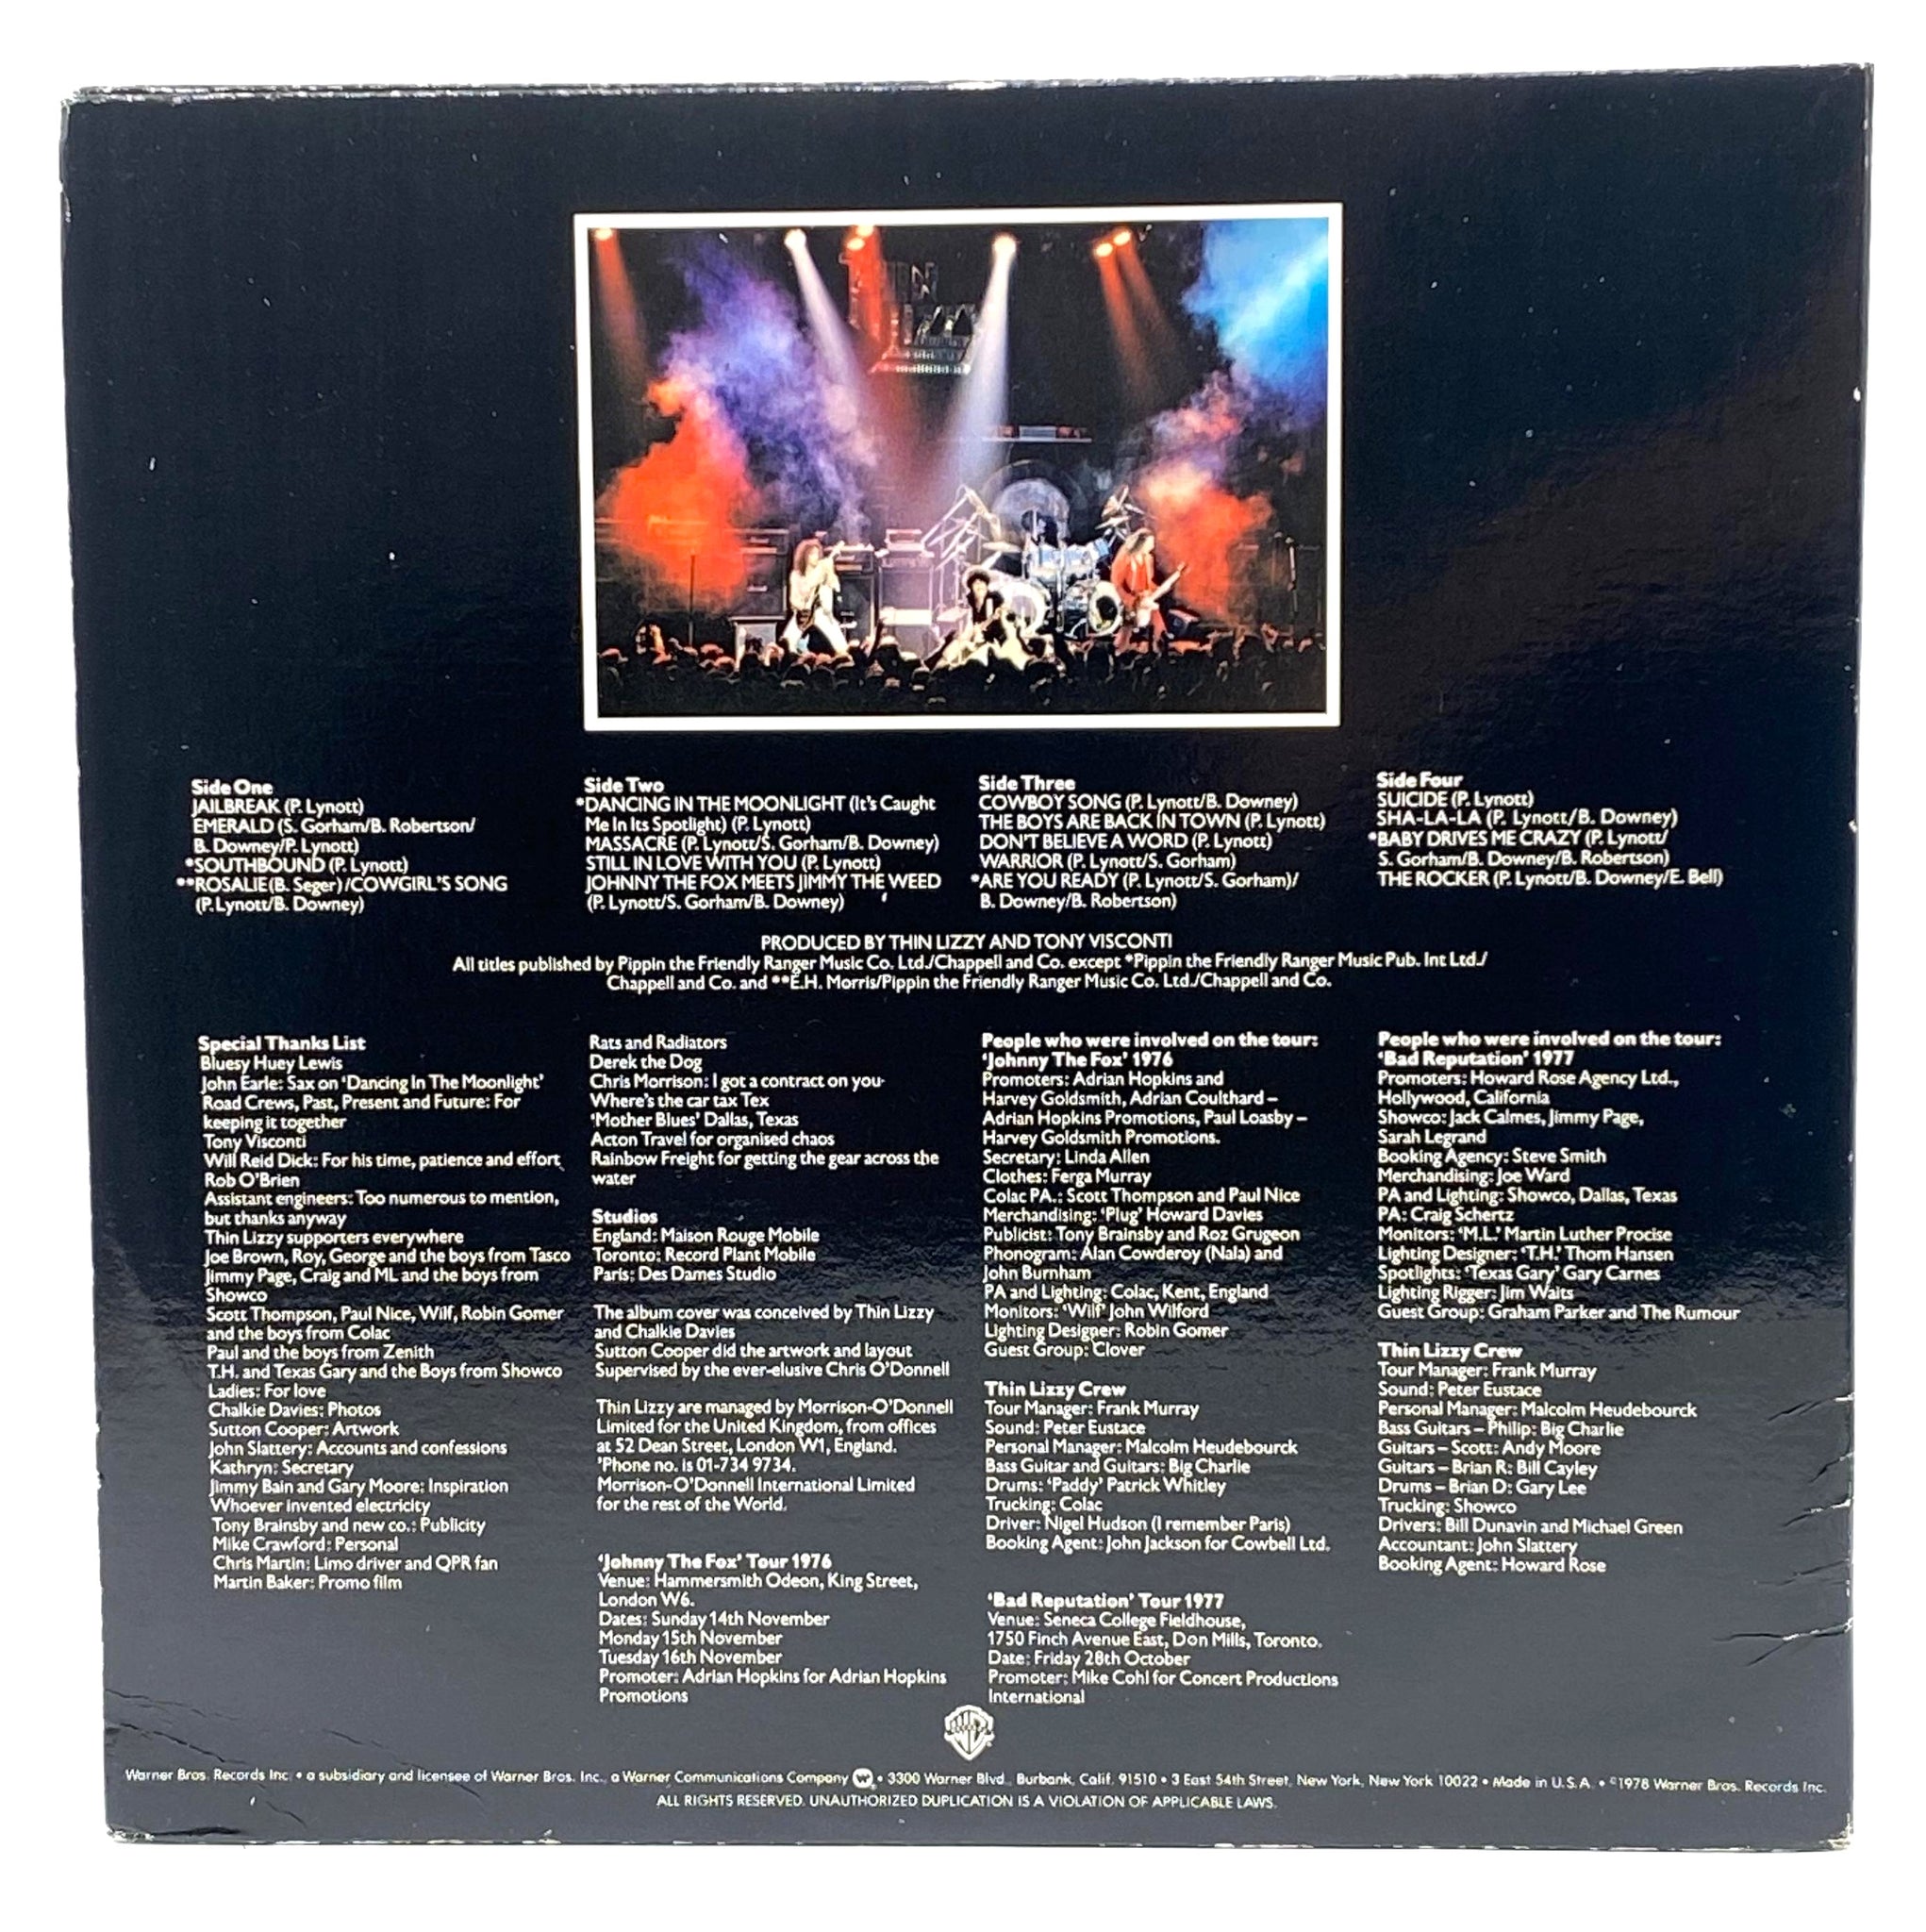 THIN
LIZZY
Side One
JAILBREAK (P. Lynott)
EMERALD (S. Gorham/B. Robertson/
B. Downey/P. Lynott)
*SOUTHBOUND (P. Lynott)
**ROSALIE (B. Seger)/COWGIRL'S SONG
(P. Lynott/B. Downey)
Side Two
*DANCING IN THE MOONLIGHT (It's Caught
Me In Its Spotlight) (P. Lynott)
MASSACRE (P. Lynott/S. Gorham/B. Downey)
STILL IN LOVE WITH YOU (P. Lynott)
JOHNNY THE FOX MEETS JIMMY THE WEED
(P. Lynott/S. Gorham/B. Downey)
Side Three
COWBOY SONG (P. Lynott/B. Downey)
THE BOYS ARE BACK IN TOWN (P. Lynott)
DON'T BELIEVE A WORD (P. Lynott)
WARRIOR (P. Lynott/S. Gorham)
*ARE YOU READY (P. Lynott/S. Gorham)/
B. Downey/B. Robertson)
Side Four
SUICIDE (P. Lynott)
SHA-LA-LA (P. Lynott/B. Downey)
*BABY DRIVES ME CRAZY (P. Lynott/
S. Gorham/B. Downey/B. Robertson)
THE ROCKER (P. Lynott/B. Downey/E. Bell)
PRODUCED BY THIN LIZZY AND TONY VISCONTI
All titles published by Pippin the Friendly Ranger Music Co. Ltd./Chappell and Co. except *Pippin the Friendly Ranger Music Pub. Int Ltd./
Chappell and Co. and **E.H. Morris/Pippin the Friendly Ranger Music Co. Ltd./Chappell and Co.
Special Thanks List
Bluesy Huey Lewis
John Earle: Sax on 'Dancing In The Moonlight'
Road Crews, Past, Present and Future: For
keeping it together
Tony Visconti
Will Reid Dick: For his time, patience and effort
Rob O'Brien
Assistant engineers: Too numerous to mention,
but thanks anyway
Thin Lizzy supporters everywhere
Joe Brown, Roy, George and the boys from Tasco
Jimmy Page, Craig and ML and the boys from
Showco
Scott Thompson, Paul Nice, Wilf, Robin Gomer
and the boys from Colac
Paul and the boys from Zenith
T.H. and Texas Gary and the Boys from Showco
Ladies: For love
Chalkie Davies: Photos
Sutton Cooper: Artwork
John Slattery: Accounts and confessions
Kathryn: Secretary
Jimmy Bain and Gary Moore: Inspiration
Whoever invented electricity
Tony Brainsby and new co.: Publicity
Mike Crawford: Personal
Chris Martin: Limo driver and QPR fan
Martin Baker: Promo film
Rats and Radiators
Derek the Dog
Chris Morrison: I got a contract on you-
Where's the car tax Tex
'Mother Blues' Dallas, Texas
Acton Travel for organised chaos
Rainbow Freight for getting the gear across the
water
Studios
England: Maison Rouge Mobile
Toronto: Record Plant Mobile
Paris: Des Dames Studio
The album cover was conceived by Thin Lizzy
and Chalkie Davies
Sutton Cooper did the artwork and layout
Supervised by the ever-elusive Chris O'Donnell
Thin Lizzy are managed by Morrison-O'Donnell
Limited for the United Kingdom, from offices
at 52 Dean Street, London W1, England.
'Phone no. is 01-734 9734.
Morrison-O'Donnell International Limited
for the rest of the World.
'Johnny The Fox' Tour 1976
Venue: Hammersmith Odeon, King Street,
London W6.
Dates: Sunday 14th November
Monday 15th November
Tuesday 16th November
Promoter: Adrian Hopkins for Adrian Hopkins
Promotions
People who were involved on the tour:
'Johnny The Fox' 1976
Promoters: Adrian Hopkins and
Harvey Goldsmith, Adrian Coulthard –
Adrian Hopkins Promotions, Paul Loasby –
Harvey Goldsmith Promotions.
Secretary: Linda Allen
Clothes: Ferga Murray
Colac PA.: Scott Thompson and Paul Nice
Merchandising: 'Plug' Howard Davies
Publicist: Tony Brainsby and Roz Grugeon
Phonogram: Alan Cowderoy (Nala) and
John Burnham
PA and Lighting: Colac, Kent, England
Monitors: 'Wilf' John Wilford
Lighting Designer: Robin Gomer
Guest Group: Clover
Thin Lizzy Crew
Tour Manager: Frank Murray
Sound: Peter Eustace
Personal Manager: Malcolm Heudebourck
Bass Guitar and Guitars: Big Charlie
Drums: 'Paddy' Patrick Whitley
Trucking: Colac
Driver: Nigel Hudson (I remember Paris)
Booking Agent: John Jackson for Cowbell Ltd.
'Bad Reputation' Tour 1977
Venue: Seneca College Fieldhouse,
1750 Finch Avenue East, Don Mills, Toronto.
Date: Friday 28th October
Promoter: Mike Cohl for Concert Productions
International
People who were involved on the tour:
'Bad Reputation' 1977
Promoters: Howard Rose Agency Ltd.,
Hollywood, California
Showco: Jack Calmes, Jimmy Page,
Sarah Legrand
Booking Agency: Steve Smith
Merchandising: Joe Ward
PA and Lighting: Showco, Dallas, Texas
PA: Craig Schertz
Monitors: 'M.L.' Martin Luther Procise
Lighting Designer: 'T.H.' Thom Hansen
Spotlights: 'Texas Gary' Gary Carnes
Lighting Rigger: Jim Waits
Guest Group: Graham Parker and The Rumour
Thin Lizzy Crew
Tour Manager: Frank Murray
Sound: Peter Eustace
Personal Manager: Malcolm Heudebourck
Bass Guitars – Philip: Big Charlie
Guitars – Scott: Andy Moore
Guitars – Brian R: Bill Cayley
Drums – Brian D: Gary Lee
Trucking: Showco
Drivers: Bill Dunavin and Michael Green
Accountant: John Slattery
Booking Agent: Howard Rose
Warner Bros. Records Inc. • a subsidiary and licensee of Warner Bros. Inc., a Warner Communications Company • 3300 Warner Blvd., Burbank, Calif. 91510 • 3 East 54th Street, New York, New York 10022 • Made in U.S.A. • ©1978 Warner Bros. Records Inc.
ALL RIGHTS RESERVED. UNAUTHORIZED DUPLICATION IS A VIOLATION OF APPLICABLE LAWS.